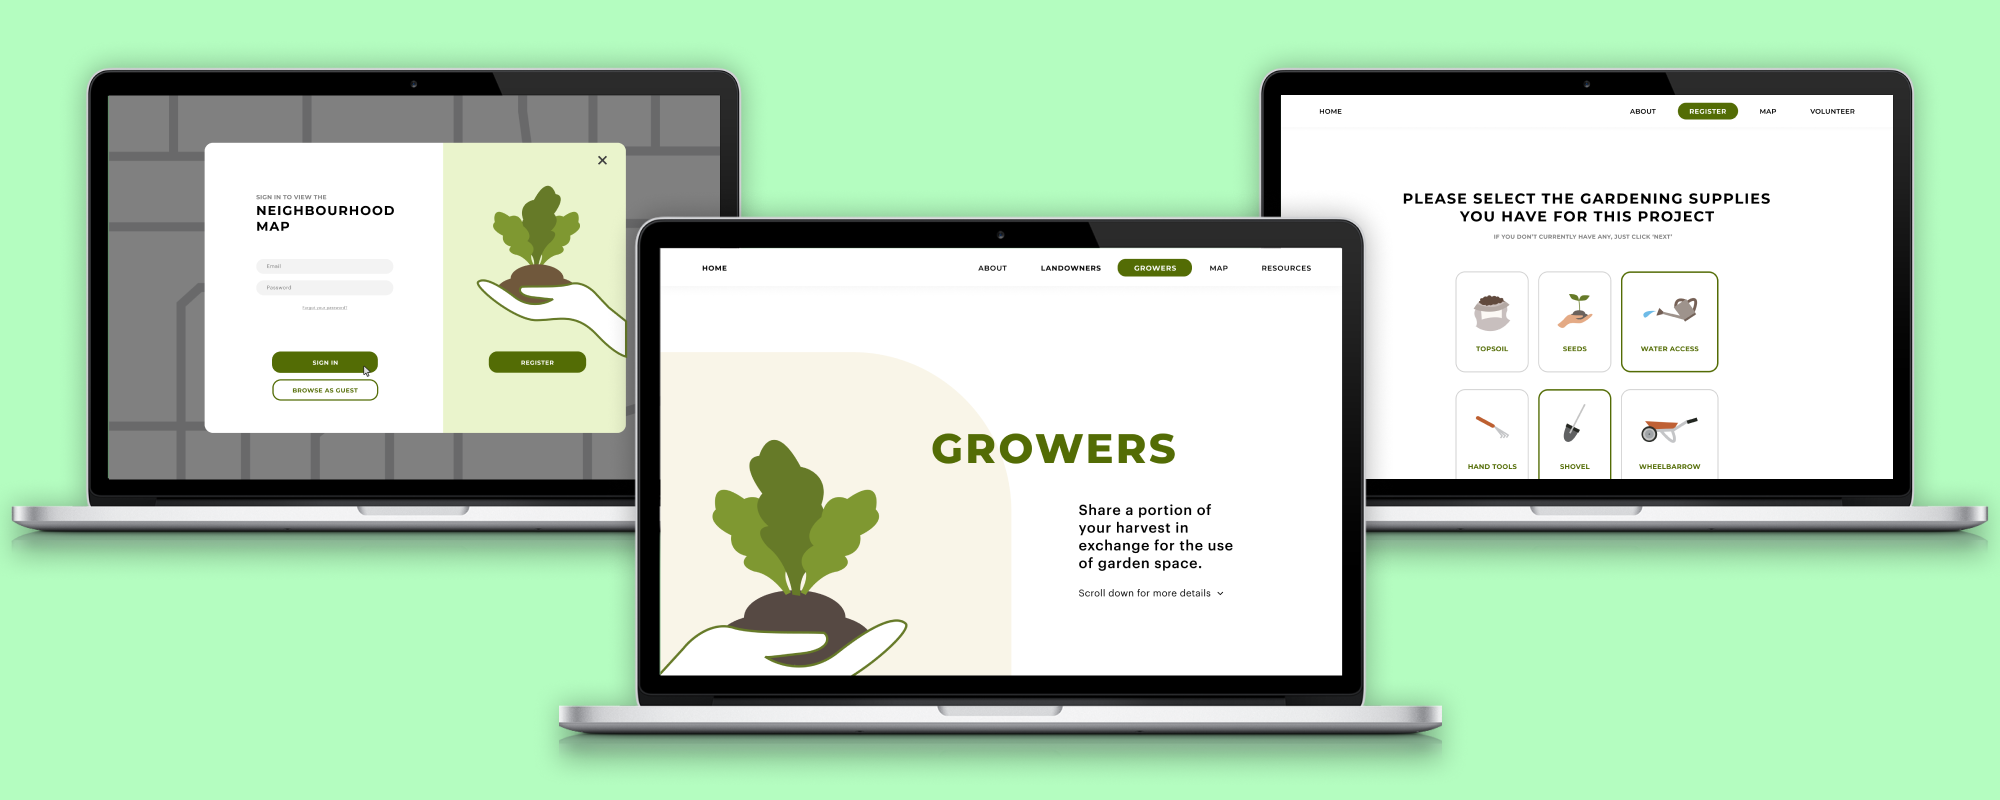 SIGN IN TO VIEW THE
NEIGHBOURHOOD
MAP
Email
Password
Forgot your password?
SIGN IN
BROWSE AS GUEST
REGISTER
HOME
ABOUT
LANDOWNERS
GROWERS
MAP
RESOURCES
GROWERS
Share a portion of
your harvest in
exchange for the use
of garden space.
Scroll down for more details
HOME
ABOUT
REGISTER
MAP
VOLUNTEER
PLEASE SELECT THE GARDENING SUPPLIES
YOU HAVE FOR THIS PROJECT
IF YOU DON'T CURRENTLY HAVE ANY, JUST CLICK 'NEXT'
TOPSOIL
SEEDS
WATER ACCESS
HAND TOOLS
SHOVEL
WHEELBARROW